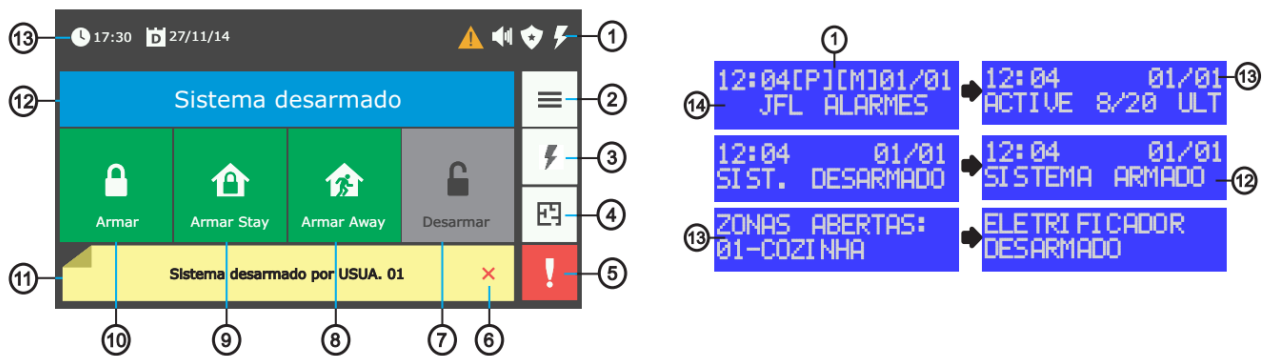 13
17:30
D
27/11/14
1
12
Sistema desarmado
2
3
Armar
Armar Stay
Armar Away
Desarmar
4
11
Sistema desarmado por USUA. 01
×
!
5
10
9
8
7
6
1
12:04[P][M]01/01
JFL ALARMES
14
12:04 01/01
ACTIVE 8/20 ULT
13
12:04 01/01
SIST. DESARMADO
12:04 01/01
SISTEMA ARMADO
12
13
ZONAS ABERTAS:
01-COZINHA
ELETRIFICADOR
DESARMADO